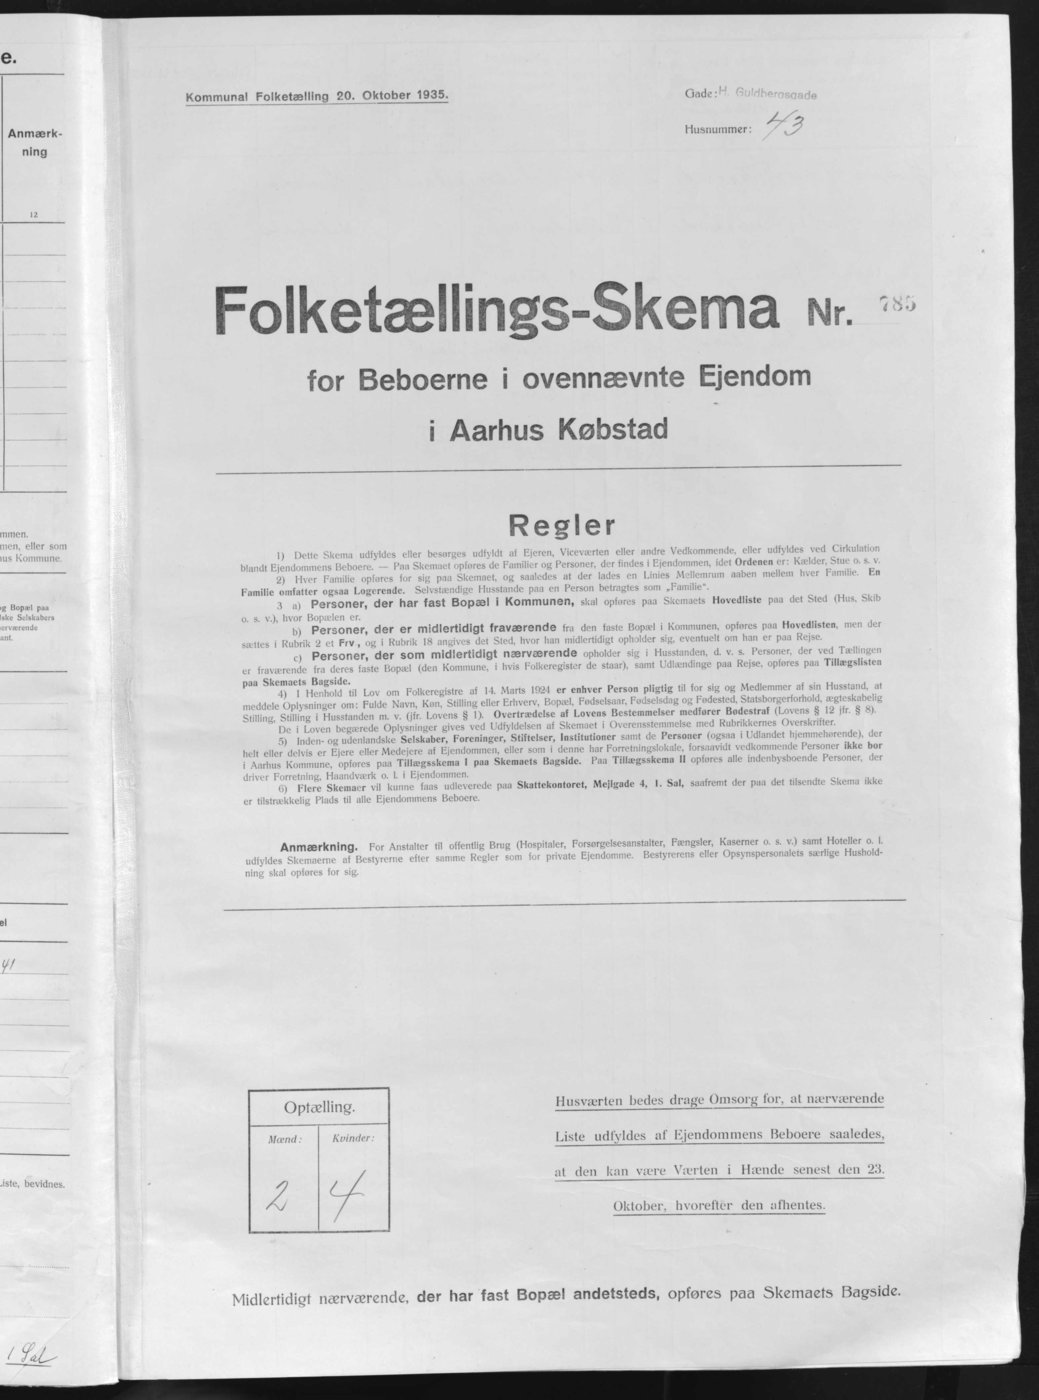 e.
Anmærk-
ning
12
mmen.
men, eller som
us Kommune.
g Bopæl paa
ske Selskabers
ærværende
ant.
el
41
iste, bevidnes.
1 Sal
Kommunal Folketælling 20. Oktober 1935.
Gade: H. Guldbergsgade
Husnummer: 43
Folketællings-Skema Nr. 785
for Beboerne i ovennævnte Ejendom
i Aarhus Købstad
Regler
1) Dette Skema udfyldes eller besørges udfyldt af Ejeren, Viceværten eller andre Vedkommende, eller udfyldes ved Cirkulation
blandt Ejendommens Beboere. — Paa Skemaet opføres de Familier og Personer, der findes i Ejendommen, idet Ordenen er: Kælder, Stue o. s. v.
2) Hver Familie opføres for sig paa Skemaet, og saaledes at der lades en Linies Mellemrum aaben mellem hver Familie. En
Familie omfatter ogsaa Logerende. Selvstændige Husstande paa en Person betragtes som „Familie“.
3 a) Personer, der har fast Bopæl i Kommunen, skal opføres paa Skemaets Hovedliste paa det Sted (Hus, Skib
o. s. v.), hvor Bopælen er.
b) Personer, der er midlertidigt fraværende fra den faste Bopæl i Kommunen, opføres paa Hovedlisten, men der
sættes i Rubrik 2 et Frv., og i Rubrik 18 angives det Sted, hvor han midlertidigt opholder sig, eventuelt om han er paa Rejse.
c) Personer, der som midlertidigt nærværende opholder sig i Husstanden, d. v. s. Personer, der ved Tællingen
er fraværende fra deres faste Bopæl (den Kommune, i hvis Folkeregister de staar), samt Udlændinge paa Rejse, opføres paa Tillægslisten
paa Skemaets Bagside.
4) I Henhold til Lov om Folkeregistre af 14. Marts 1924 er enhver Person pligtig til for sig og Medlemmer af sin Husstand, at
meddele Oplysninger om: Fulde Navn, Køn, Stilling eller Erhverv, Bopæl, Fødselsaar, Fødselsdag og Fødested, Statsborgerforhold, ægteskabelig
Stilling, Stilling i Husstanden m. v. (jfr. Lovens § 1). Overtrædelse af Lovens Bestemmelser medfører Bødestraf (Lovens § 12 jfr. § 8).
De i Loven begærede Oplysninger gives ved Udfyldelsen af Skemaet i Overensstemmelse med Rubrikkernes Overskrifter.
5) Inden- og udenlandske Selskaber, Foreninger, Stiftelser, Institutioner samt de Personer (ogsaa i Udlandet hjemmehørende), der
helt eller delvis er Ejere eller Medejere af Ejendommen, eller som i denne har Forretningslokale, forsaavidt vedkommende Personer ikke bor
i Aarhus Kommune, opføres paa Tillægsskema I paa Skemaets Bagside. Paa Tillægsskema II opføres alle indenbysboende Personer, der
driver Forretning, Haandværk o. l. i Ejendommen.
6) Flere Skemaer vil kunne faas udleverede paa Skattekontoret, Mejlgade 4, 1. Sal, saafremt der paa det tilsendte Skema ikke
er tilstrækkelig Plads til alle Ejendommens Beboere.
Anmærkning. For Anstalter til offentlig Brug (Hospitaler, Forsørgelsesanstalter, Fængsler, Kaserner o. s. v.) samt Hoteller o. l.
udfyldes Skemaerne af Bestyrerne efter samme Regler som for private Ejendomme. Bestyrerens eller Opsynspersonalets særlige Hushold-
ning skal opføres for sig.
Optælling.
Mænd: Kvinder:
2 4
Husværten bedes drage Omsorg for, at nærværende
Liste udfyldes af Ejendommens Beboere saaledes,
at den kan være Værten i Hænde senest den 23.
Oktober, hvorefter den afhentes.
Midlertidigt nærværende, der har fast Bopæl andetsteds, opføres paa Skemaets Bagside.